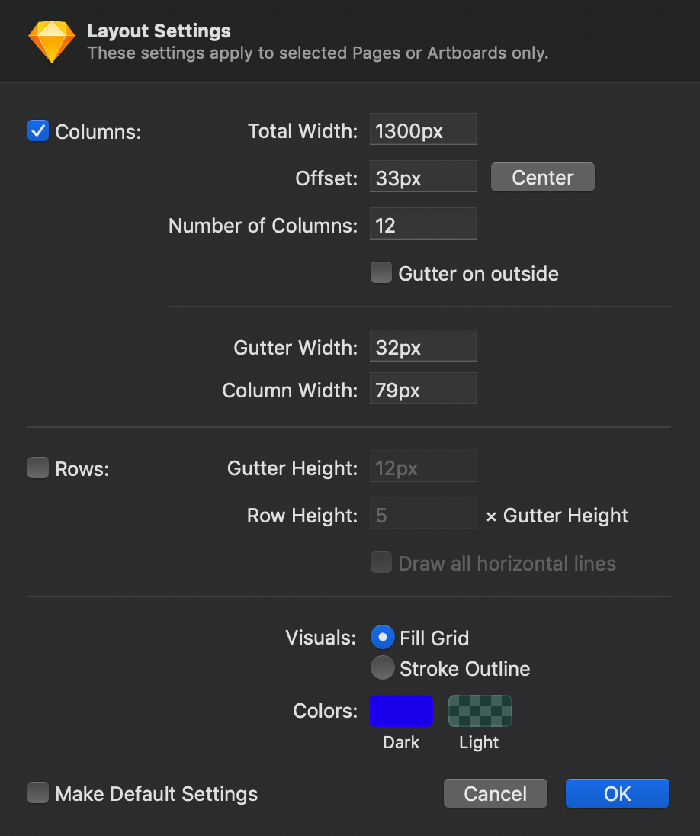 Layout Settings
These settings apply to selected Pages or Artboards only.
Columns: Total Width: 1300px
Offset: 33px Center
Number of Columns: 12
Gutter on outside
Gutter Width: 32px
Column Width: 79px
Rows: Gutter Height: 12px
Row Height: 5 × Gutter Height
Draw all horizontal lines
Visuals: Fill Grid
Stroke Outline
Colors:
Dark Light
Make Default Settings Cancel OK